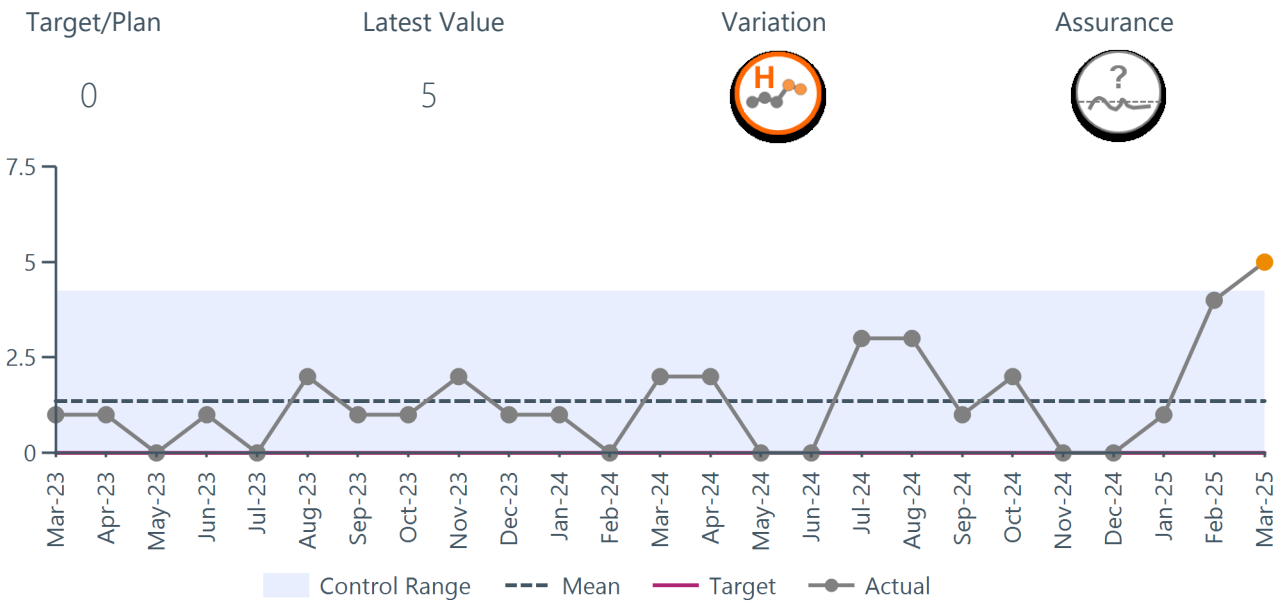 Target/Plan Latest Value Variation Assurance
0 5
H ?
7.5
5
2.5
0
Mar-23 Apr-23 May-23 Jun-23 Jul-23 Aug-23 Sep-23 Oct-23 Nov-23 Dec-23 Jan-24 Feb-24 Mar-24 Apr-24 May-24 Jun-24 Jul-24 Aug-24 Sep-24 Oct-24 Nov-24 Dec-24 Jan-25 Feb-25 Mar-25
Control Range Mean Target Actual